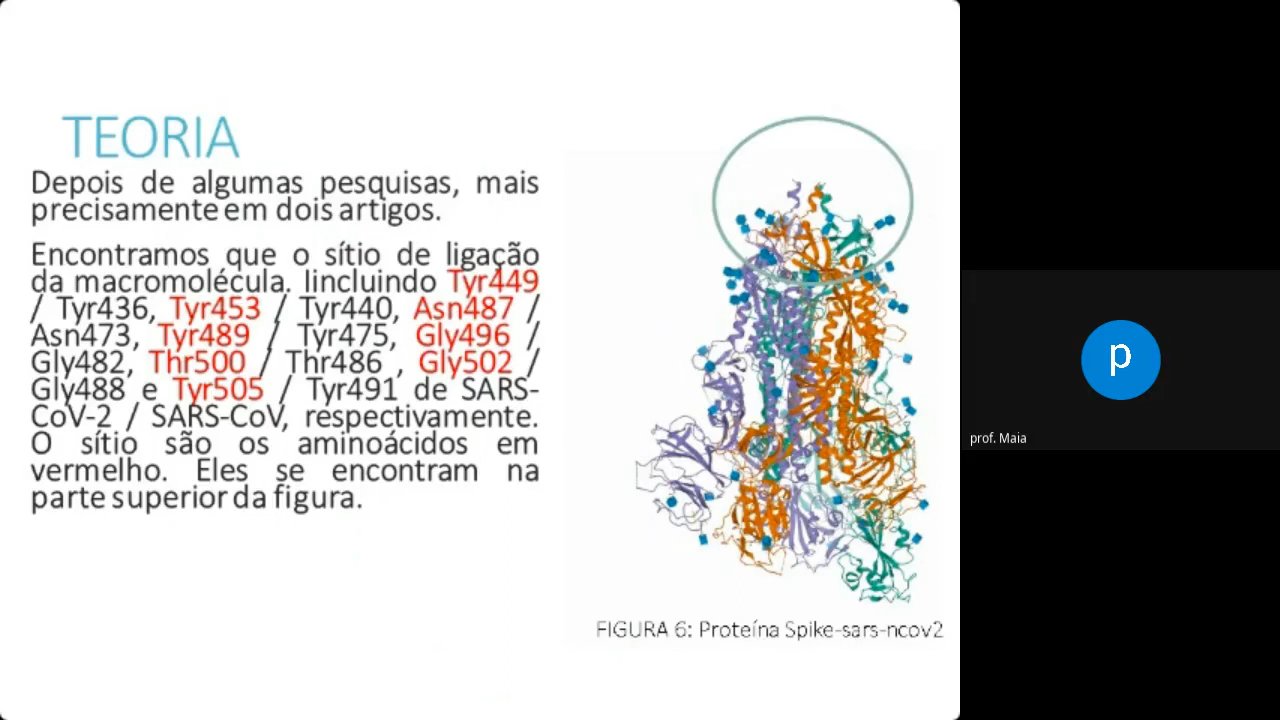 TEORIA
Depois de algumas pesquisas, mais
precisamente em dois artigos.
Encontramos que o sítio de ligação
da macromolécula. Iincluindo Tyr449
/ Tyr436, Tyr453 / Tyr440, Asn487 /
Asn473, Tyr489 / Tyr475, Gly496 /
Gly482, Thr500 / Thr486 , Gly502 /
Gly488 e Tyr505 / Tyr491 de SARS-
CoV-2 / SARS-CoV, respectivamente.
O sítio são os aminoácidos em
vermelho. Eles se encontram na
parte superior da figura.
FIGURA 6: Proteína Spike-sars-ncov2
p
prof. Maia